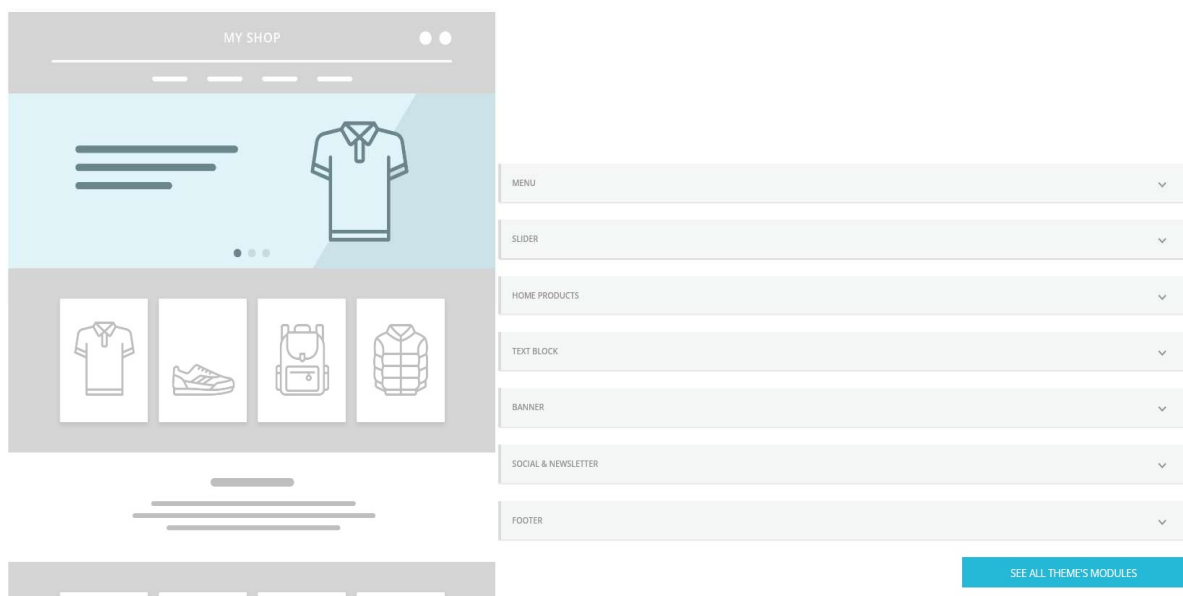 MY SHOP
MENU
SLIDER
HOME PRODUCTS
TEXT BLOCK
BANNER
SOCIAL & NEWSLETTER
FOOTER
SEE ALL THEME'S MODULES